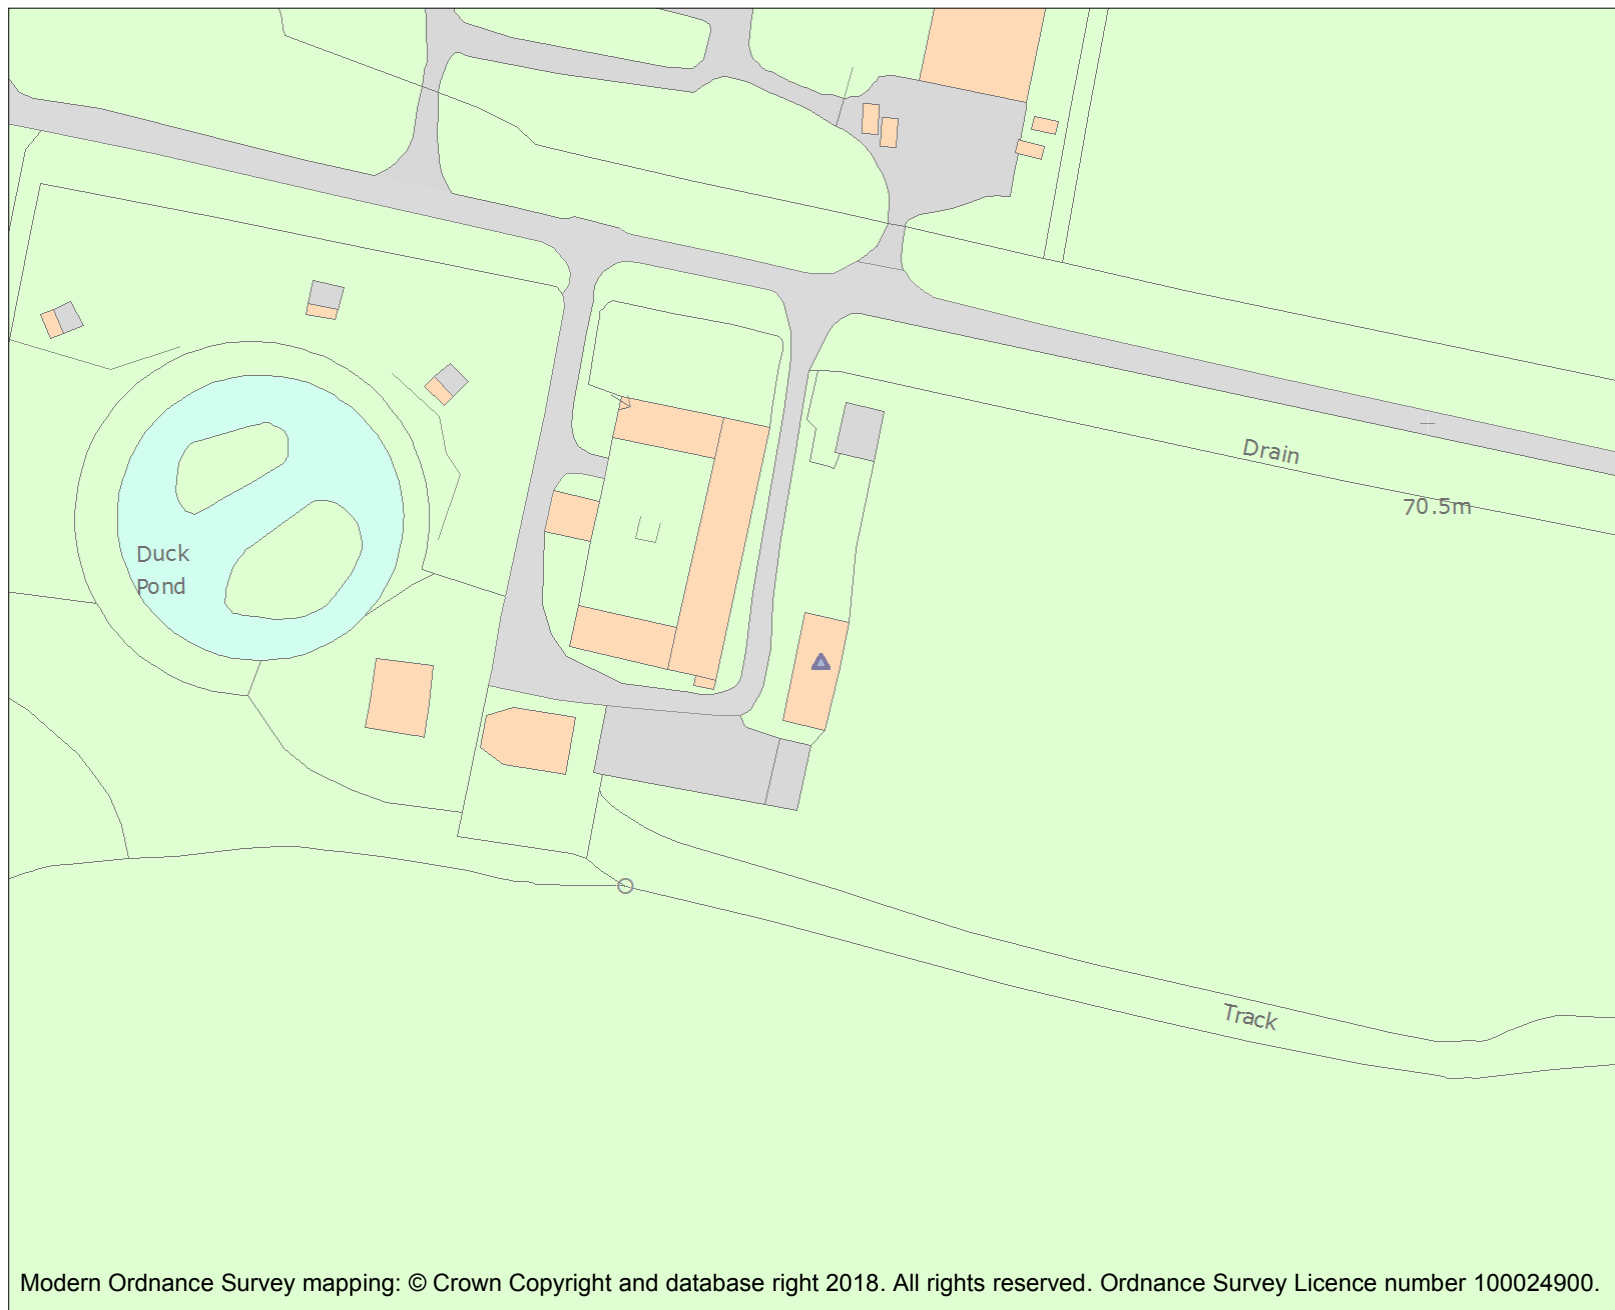 Drain
70.5m
Duck
Pond
Track
Modern Ordnance Survey mapping: © Crown Copyright and database right 2018. All rights reserved. Ordnance Survey Licence number 100024900.